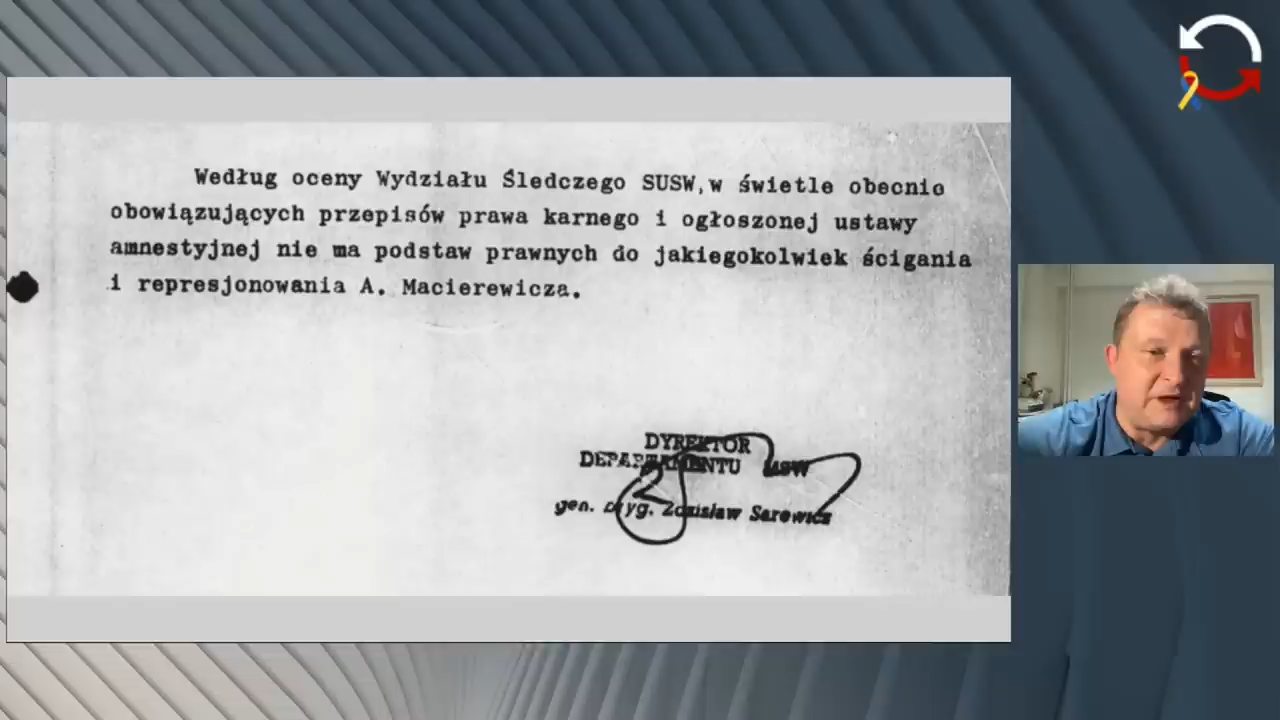 Według oceny Wydziału Śledczego SUSW, w świetle obecnie
obowiązujących przepisów prawa karnego i ogłoszonej ustawy
amnestyjnej nie ma podstaw prawnych do jakiegokolwiek ścigania
i represjonowania A. Macierewicza.
DYREKTOR
DEPARTAMENTU MSW
gen. bryg. Zdzisław Sarewicz